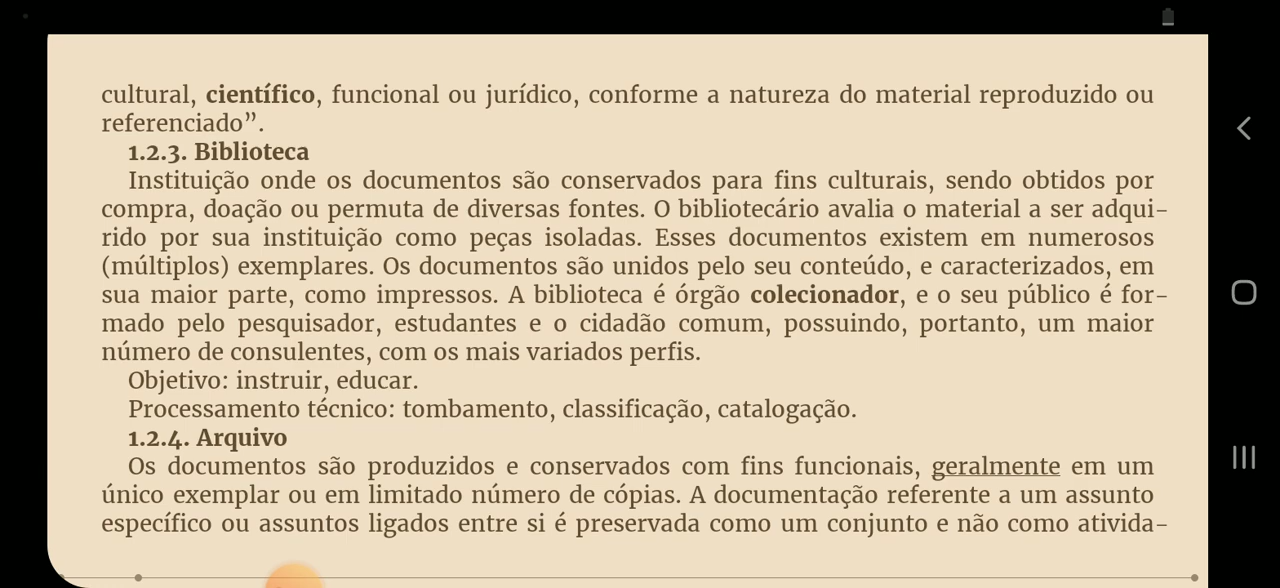 cultural, científico, funcional ou jurídico, conforme a natureza do material reproduzido ou
referenciado”.
1.2.3. Biblioteca
Instituição onde os documentos são conservados para fins culturais, sendo obtidos por
compra, doação ou permuta de diversas fontes. O bibliotecário avalia o material a ser adqui-
rido por sua instituição como peças isoladas. Esses documentos existem em numerosos
(múltiplos) exemplares. Os documentos são unidos pelo seu conteúdo, e caracterizados, em
sua maior parte, como impressos. A biblioteca é órgão colecionador, e o seu público é for-
mado pelo pesquisador, estudantes e o cidadão comum, possuindo, portanto, um maior
número de consulentes, com os mais variados perfis.
Objetivo: instruir, educar.
Processamento técnico: tombamento, classificação, catalogação.
1.2.4. Arquivo
Os documentos são produzidos e conservados com fins funcionais, geralmente em um
único exemplar ou em limitado número de cópias. A documentação referente a um assunto
específico ou assuntos ligados entre si é preservada como um conjunto e não como ativida-